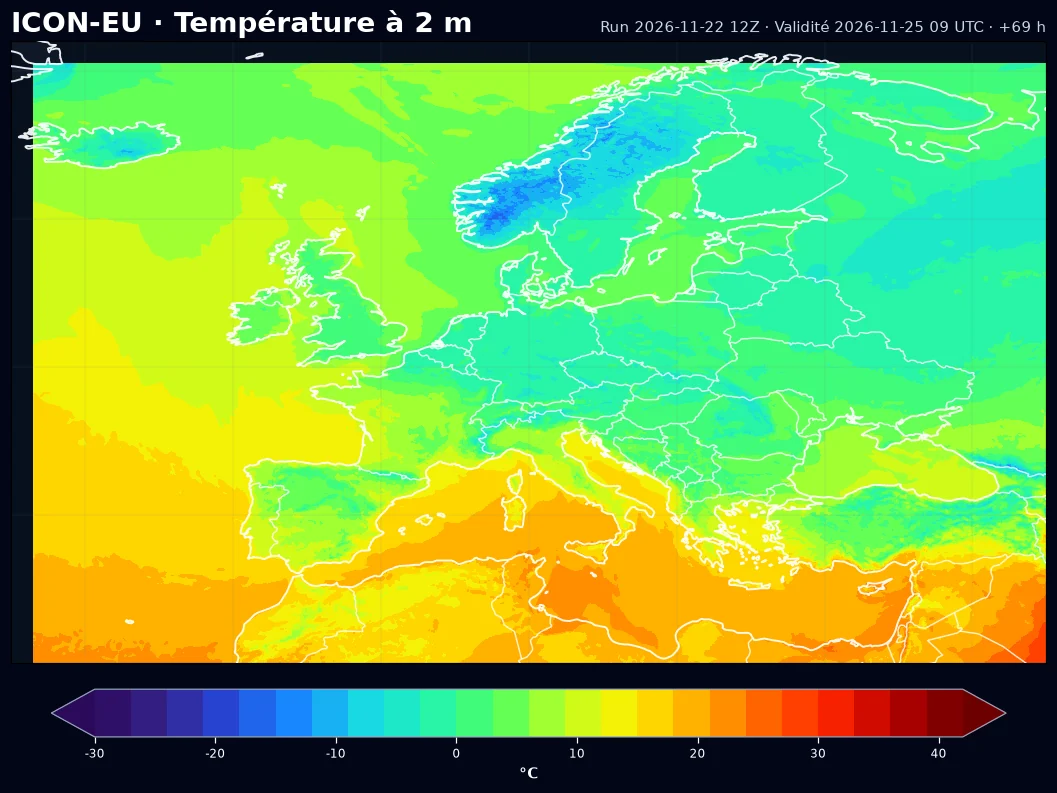 ICON-EU · Température à 2 m
Run 2026-11-22 12Z · Validité 2026-11-25 09 UTC · +69 h
-30 -20 -10 0 10 20 30 40
°C